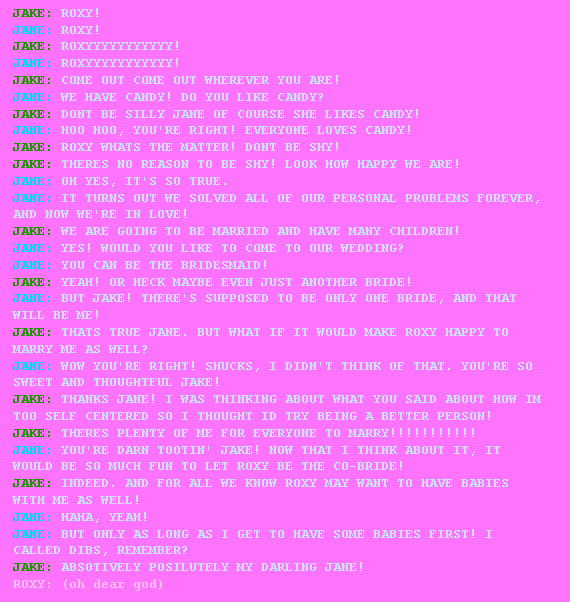 JAKE: ROXY!
JANE: ROXY!
JAKE: ROXYYYYYYYYYYY!
JANE: ROXYYYYYYYYYYY!
JAKE: COME OUT COME OUT WHEREVER YOU ARE!
JANE: WE HAVE CANDY! DO YOU LIKE CANDY?
JAKE: DONT BE SILLY JANE OF COURSE SHE LIKES CANDY!
JANE: HOO HOO, YOU'RE RIGHT! EVERYONE LOVES CANDY!
JAKE: ROXY WHATS THE MATTER! DONT BE SHY!
JAKE: THERES NO REASON TO BE SHY! LOOK HOW HAPPY WE ARE!
JANE: OH YES, IT'S SO TRUE.
JANE: IT TURNS OUT WE SOLVED ALL OF OUR PERSONAL PROBLEMS FOREVER,
AND NOW WE'RE IN LOVE!
JAKE: WE ARE GOING TO BE MARRIED AND HAVE MANY CHILDREN!
JANE: YES! WOULD YOU LIKE TO COME TO OUR WEDDING?
JANE: YOU CAN BE THE BRIDESMAID!
JAKE: YEAH! OR HECK MAYBE EVEN JUST ANOTHER BRIDE!
JANE: BUT JAKE! THERE'S SUPPOSED TO BE ONLY ONE BRIDE, AND THAT
WILL BE ME!
JAKE: THATS TRUE JANE. BUT WHAT IF IT WOULD MAKE ROXY HAPPY TO
MARRY ME AS WELL?
JANE: WOW YOU'RE RIGHT! SHUCKS, I DIDN'T THINK OF THAT. YOU'RE SO
SWEET AND THOUGHTFUL JAKE!
JAKE: THANKS JANE! I WAS THINKING ABOUT WHAT YOU SAID ABOUT HOW IM
TOO SELF CENTERED SO I THOUGHT ID TRY BEING A BETTER PERSON!
JAKE: THERES PLENTY OF ME FOR EVERYONE TO MARRY!!!!!!!!!!!
JANE: YOU'RE DARN TOOTIN' JAKE! NOW THAT I THINK ABOUT IT, IT
WOULD BE SO MUCH FUN TO LET ROXY BE THE CO-BRIDE!
JAKE: INDEED. AND FOR ALL WE KNOW ROXY MAY WANT TO HAVE BABIES
WITH ME AS WELL!
JANE: HAHA, YEAH!
JANE: BUT ONLY AS LONG AS I GET TO HAVE SOME BABIES FIRST! I
CALLED DIBS, REMEMBER?
JAKE: ABSOTIVELY POSILUTELY MY DARLING JANE!
ROXY: (oh dear god)